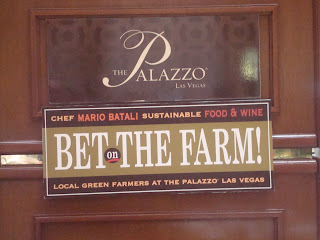 THE PALAZZO®
LAS VEGAS
CHEF MARIO BATALI SUSTAINABLE FOOD & WINE
BET on THE FARM!
LOCAL GREEN FARMERS AT THE PALAZZO® LAS VEGAS